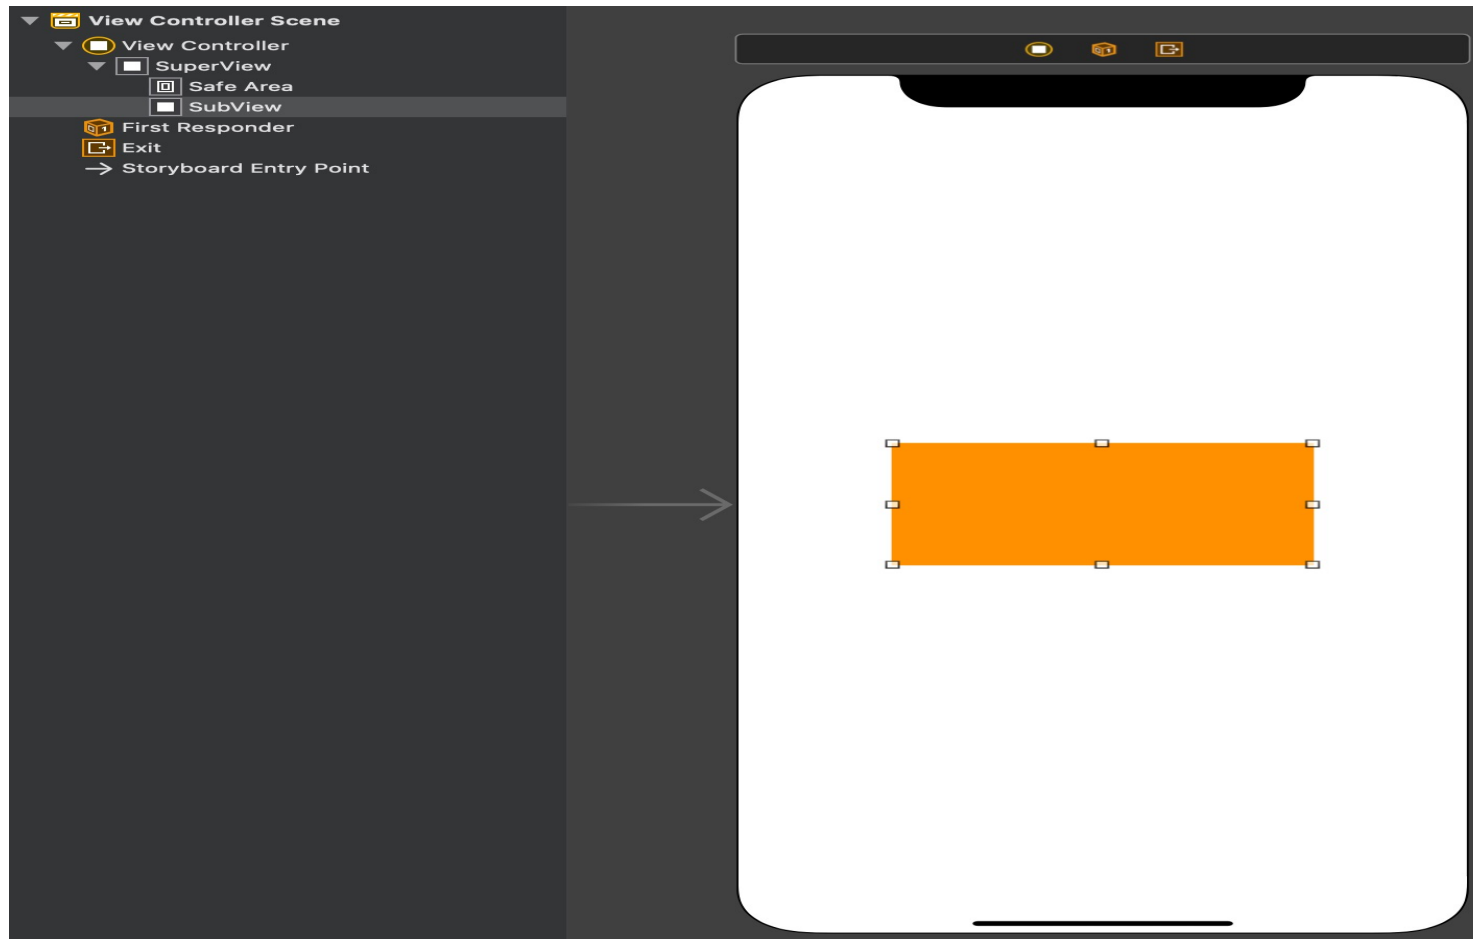 View Controller Scene
View Controller
SuperView
Safe Area
SubView
First Responder
Exit
Storyboard Entry Point